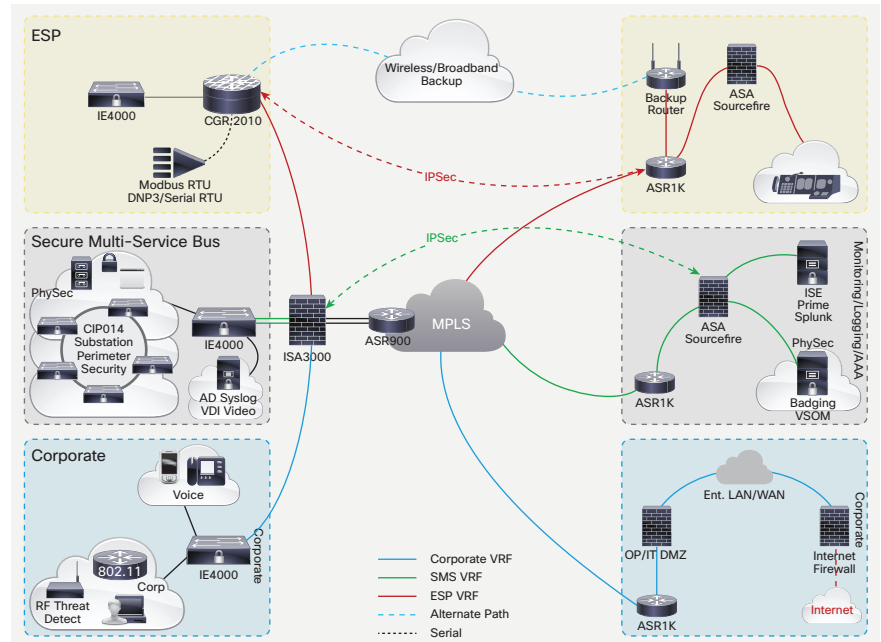 ESP
IE4000
CGR 2010
Modbus RTU
DNP3/Serial RTU
Wireless/Broadband
Backup
Backup
Router
ASA
Sourcefire
ASR1K
IPSec
Secure Multi-Service Bus
PhySec
CIP014
Substation
Perimeter
Security
IE4000
AD Syslog
VDI Video
ISA3000
ASR900
MPLS
IPSec
ASA
Sourcefire
ASR1K
ISE
Prime
Splunk
PhySec
Badging
VSOM
Monitoring/Logging/AAA
Corporate
Voice
IE4000
Corporate
802.11
Corp
RF Threat
Detect
Corporate VRF
SMS VRF
ESP VRF
Alternate Path
Serial
Ent. LAN/WAN
OP/IT DMZ
ASR1K
Internet
Firewall
Corporate
Internet